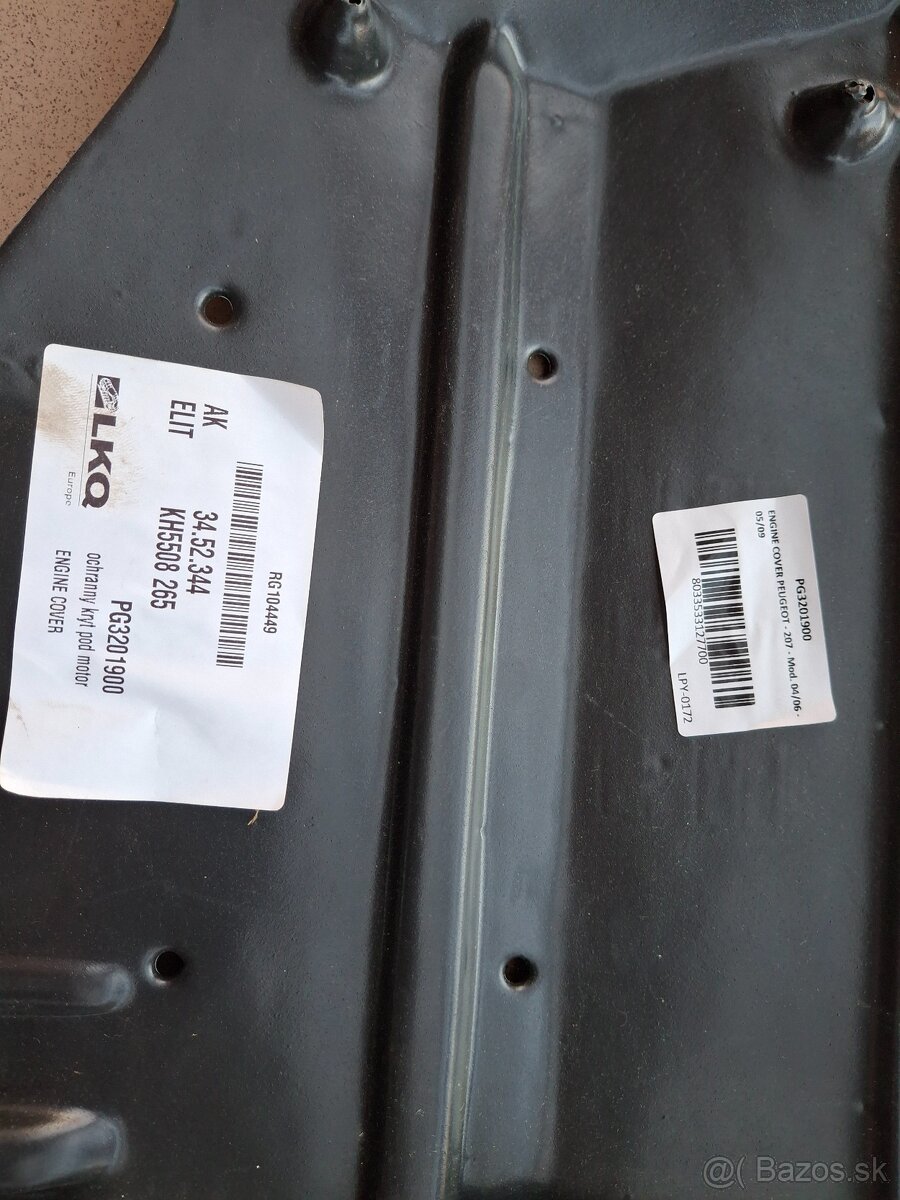 LKQ
Europe
AK
ELIT
34.52.344
KH5508 265
RG104449
PG3201900
ochranny kryt pod motor
ENGINE COVER
PG3201900
ENGINE COVER PEUGEOT - 207 - Mod. 04/06 -
05/09
8033533127700
LPY-0172
@( Bazos.sk